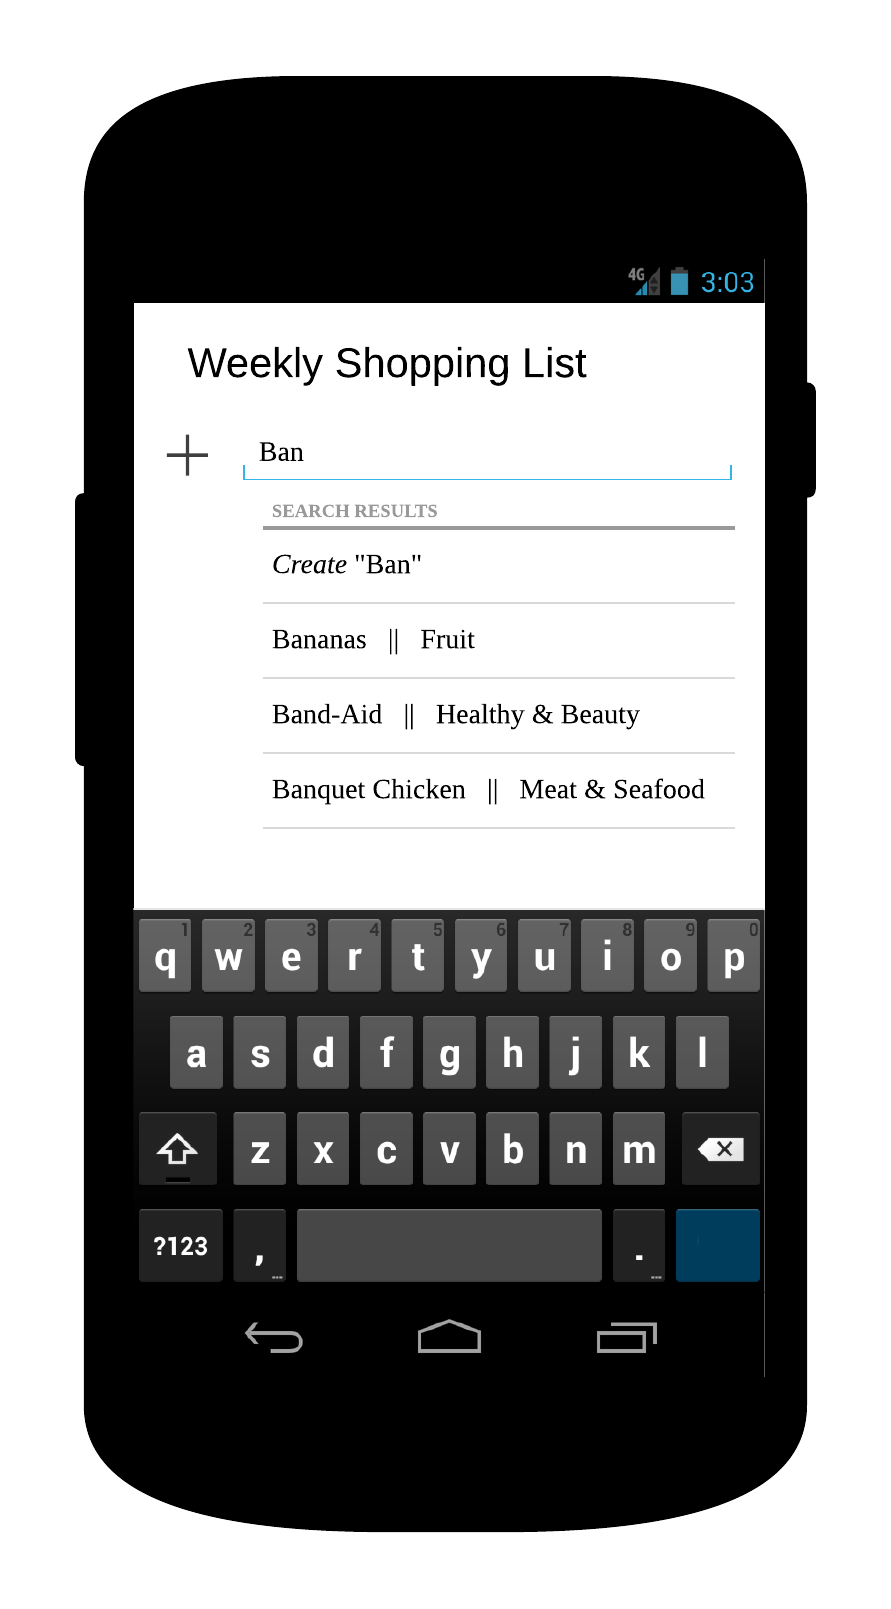 4G 3:03
Weekly Shopping List
Ban
SEARCH RESULTS
Create "Ban"
Bananas || Fruit
Band-Aid || Healthy & Beauty
Banquet Chicken || Meat & Seafood
1 2 3 4 5 6 7 8 9 0
q w e r t y u i o p
a s d f g h j k l
z x c v b n m
?123 , ... . ...